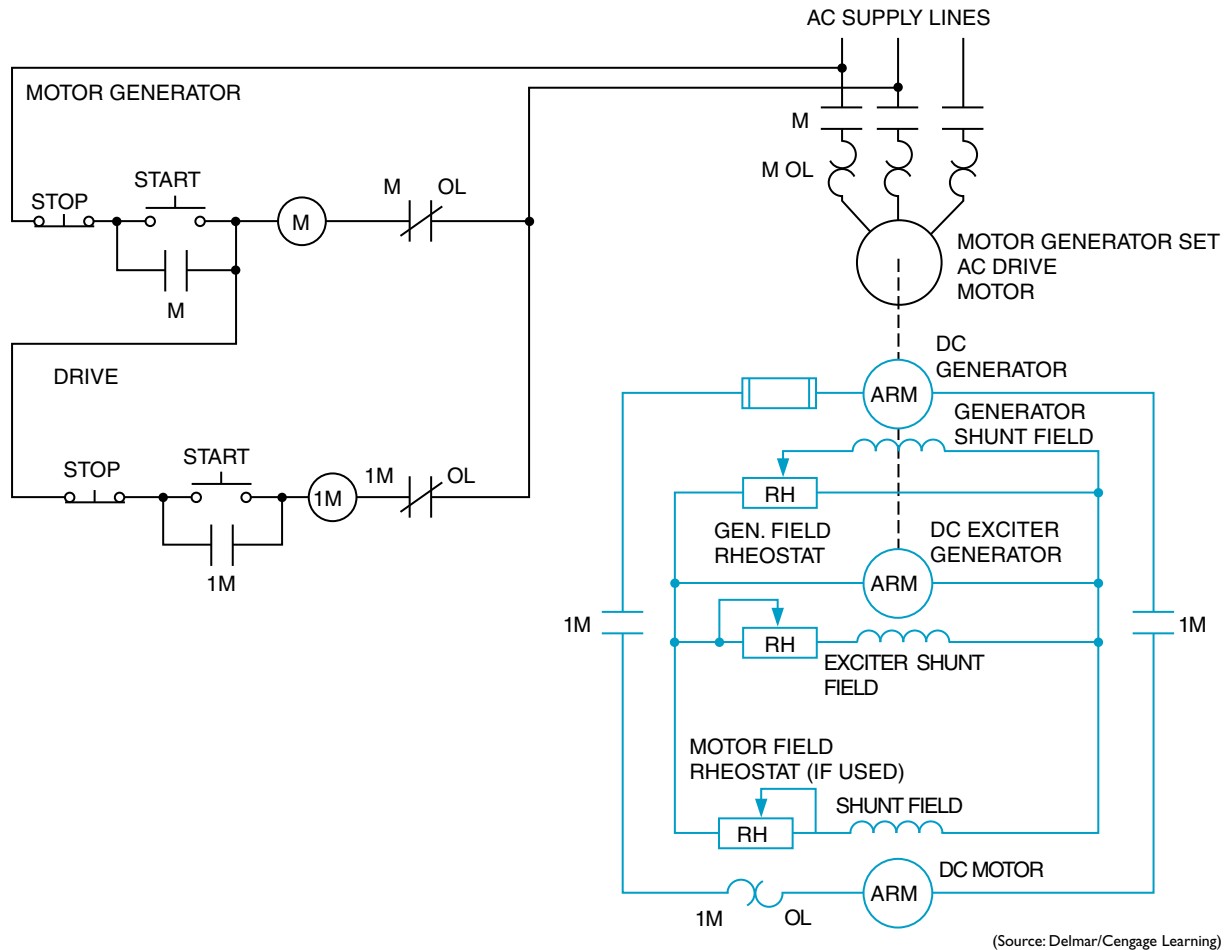 AC SUPPLY LINES
MOTOR GENERATOR
M
M OL
START
STOP
M
M
OL
M
MOTOR GENERATOR SET
AC DRIVE
MOTOR
DRIVE
START
STOP
1M
1M
OL
1M
DC
GENERATOR
ARM
GENERATOR
SHUNT FIELD
RH
GEN. FIELD
RHEOSTAT
DC EXCITER
GENERATOR
ARM
1M
1M
RH
EXCITER SHUNT
FIELD
MOTOR FIELD
RHEOSTAT (IF USED)
SHUNT FIELD
RH
DC MOTOR
ARM
1M
OL
(Source: Delmar/Cengage Learning)